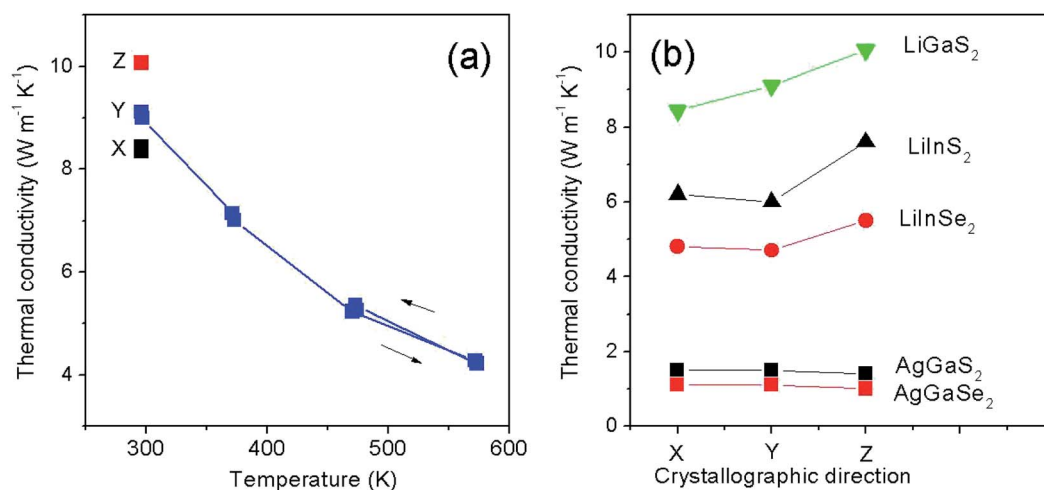 (a)
Thermal conductivity (W m⁻¹ K⁻¹)
10
8
6
4
Z
Y
X
300 400 500 600
Temperature (K)
(b)
Thermal conductivity (W m⁻¹ K⁻¹)
10
8
6
4
2
0
LiGaS₂
LiInS₂
LiInSe₂
AgGaS₂
AgGaSe₂
X Y Z
Crystallographic direction